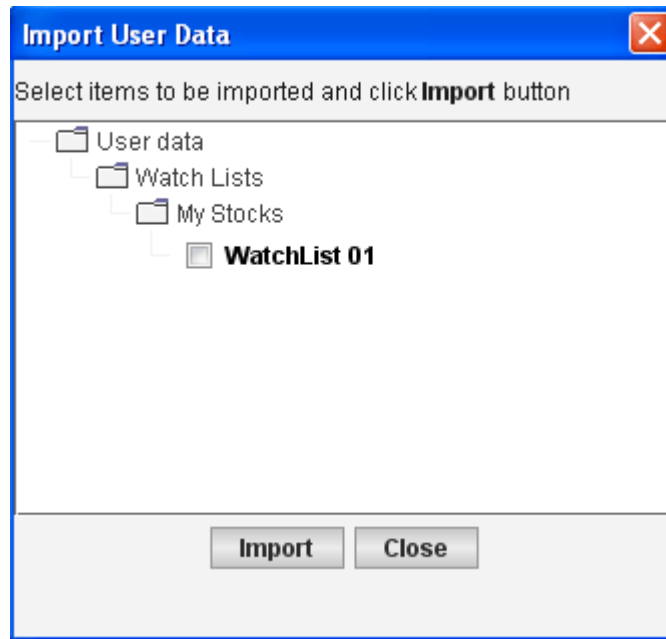 Import User Data
Select items to be imported and click Import button
User data
Watch Lists
My Stocks
WatchList 01
Import Close